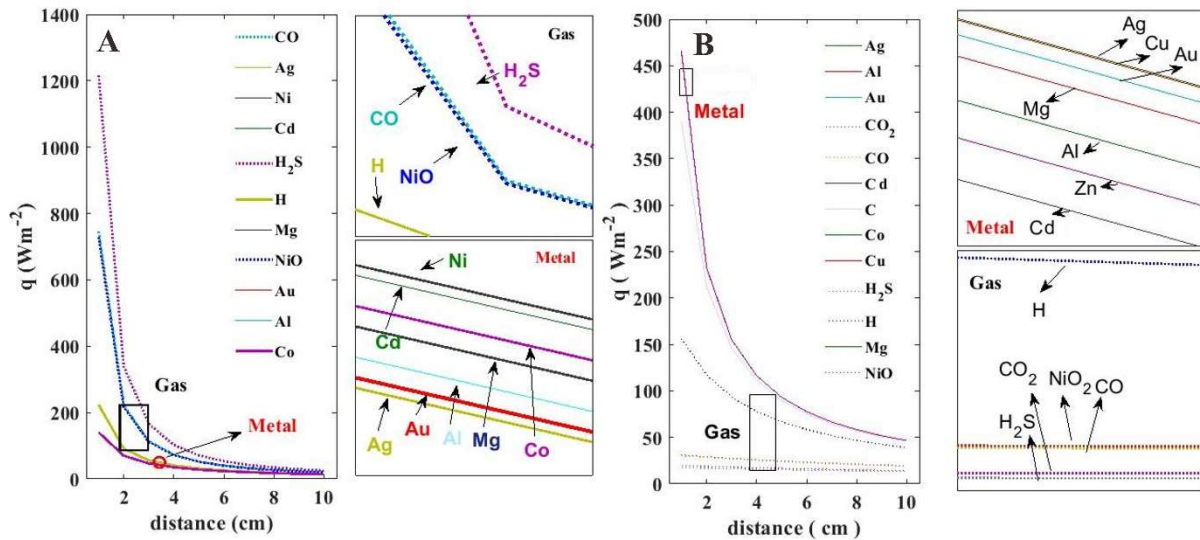 A
q (Wm-2)
1400
1200
1000
800
600
400
200
0
2
4
6
8
10
distance (cm)
CO
Ag
Ni
Cd
H2S
H
Mg
NiO
Au
Al
Co
Gas
Metal
Gas
H2S
CO
H
NiO
Metal
Ni
Cd
Ag
Au
Al
Mg
Co
B
q ( Wm-2)
500
450
400
350
300
250
200
150
100
50
0
0
2
4
6
8
10
distance ( cm)
Metal
Gas
Ag
Al
Au
CO2
CO
Cd
C
Co
Cu
H2S
H
Mg
NiO
Ag
Cu
Au
Mg
Al
Zn
Cd
Metal
Gas
H
CO2
NiO2
CO
H2S